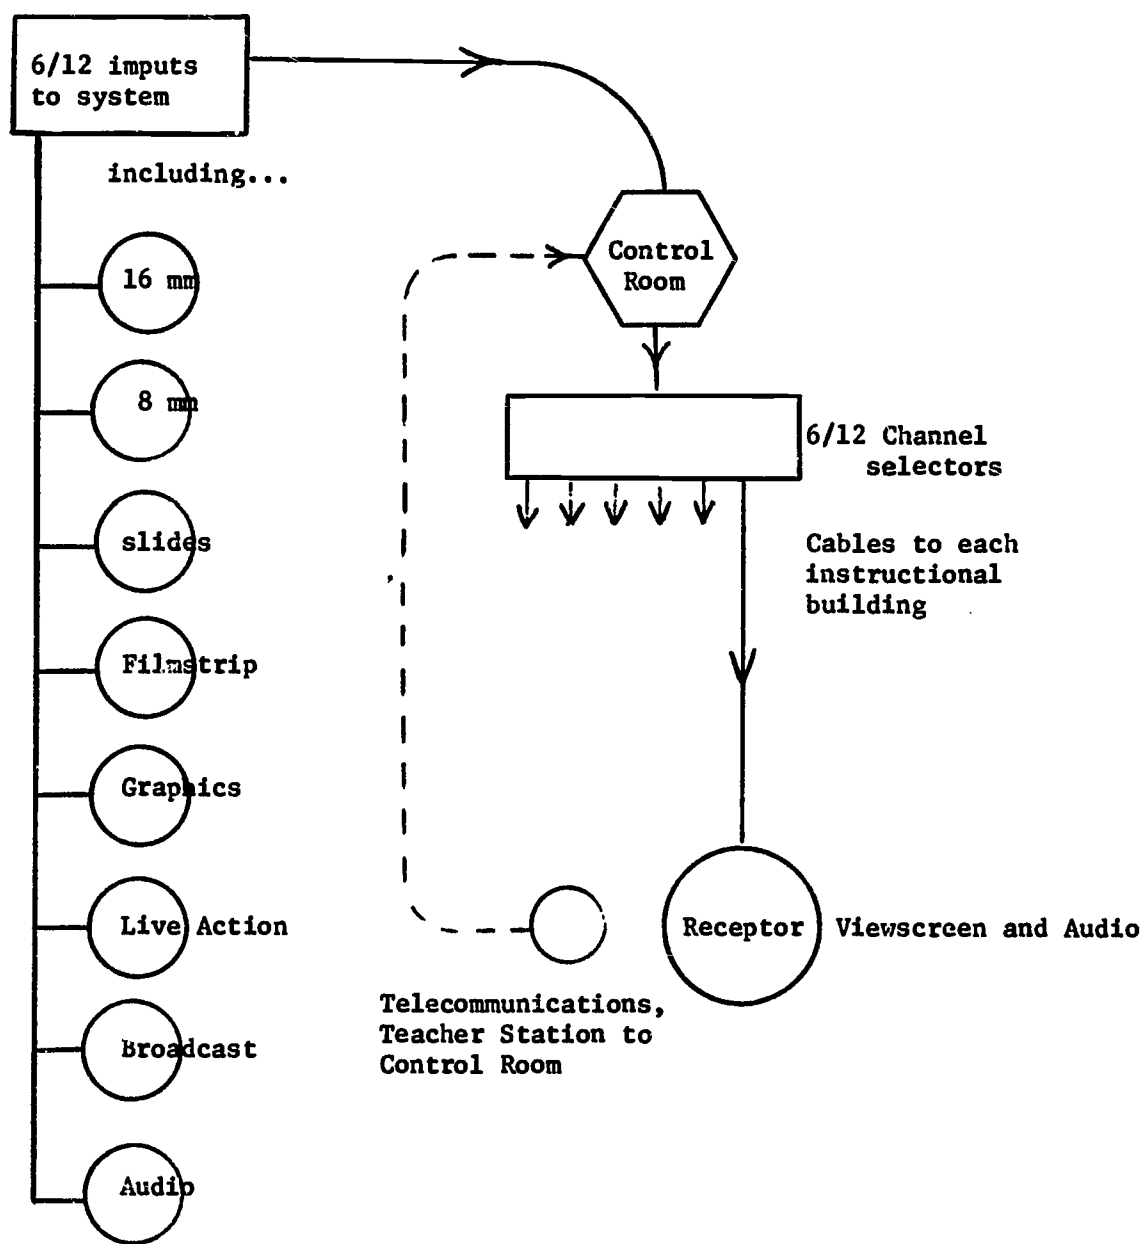 6/12 imputs
to system
including...
16 mm
8 mm
slides
Filmstrip
Graphics
Live Action
Broadcast
Audio
Control
Room
6/12 Channel
selectors
Cables to each
instructional
building
Receptor
Viewscreen and Audio
Telecommunications,
Teacher Station to
Control Room